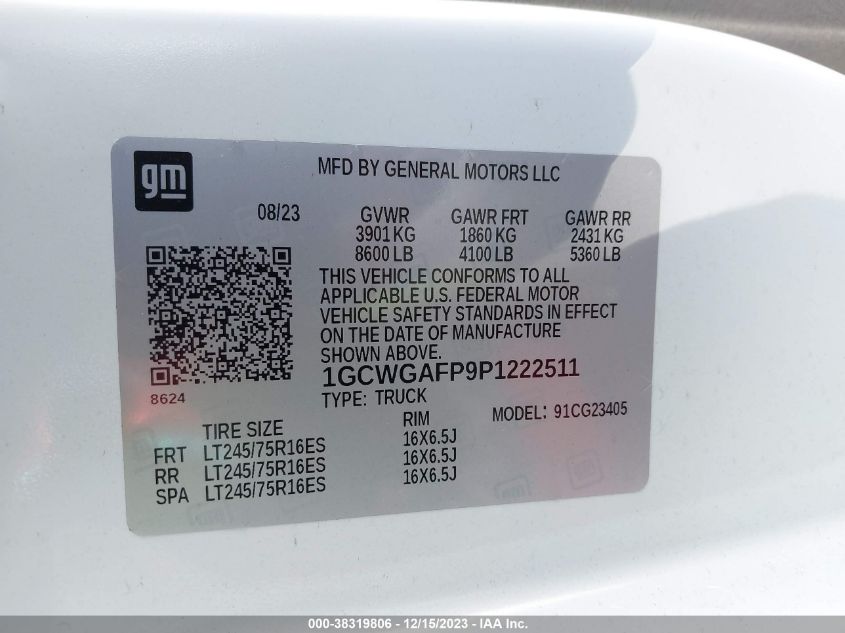 gm
MFD BY GENERAL MOTORS LLC
08/23 GVWR GAWR FRT GAWR RR
3901 KG 1860 KG 2431 KG
8600 LB 4100 LB 5360 LB
THIS VEHICLE CONFORMS TO ALL
APPLICABLE U.S. FEDERAL MOTOR
VEHICLE SAFETY STANDARDS IN EFFECT
ON THE DATE OF MANUFACTURE
SHOWN ABOVE.
1GCWGAFP9P1222511
8624
TYPE: TRUCK
MODEL: 91CG23405
TIRE SIZE RIM
FRT LT245/75R16ES 16X6.5J
RR LT245/75R16ES 16X6.5J
SPA LT245/75R16ES 16X6.5J
gm
000-38319806 - 12/15/2023 - IAAI - Copart Inc.